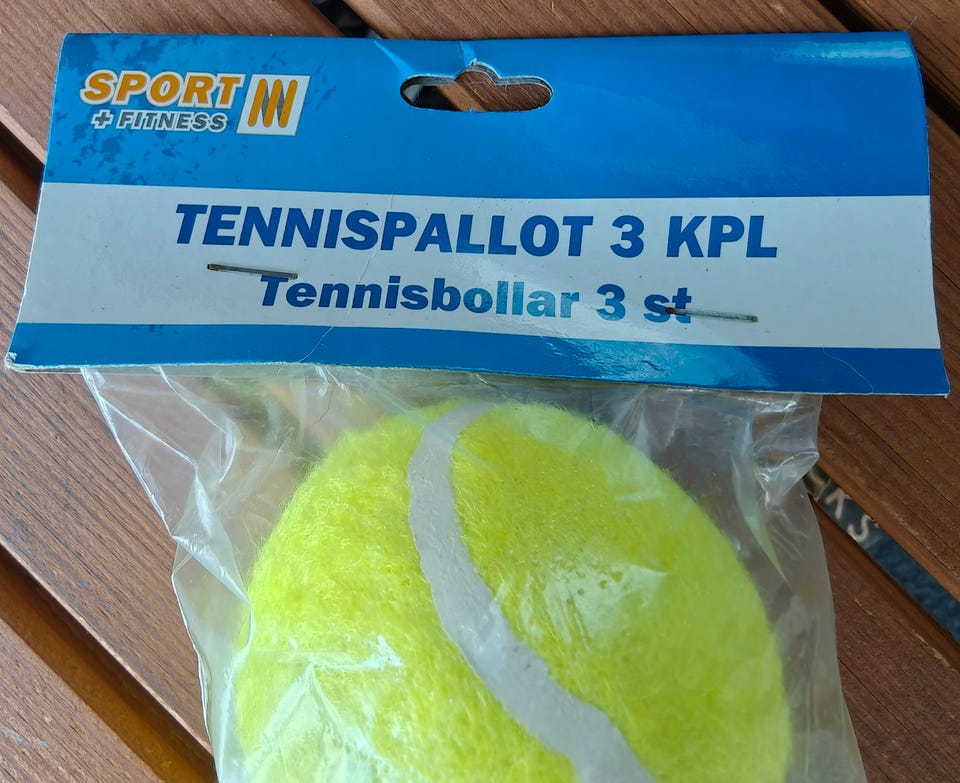 SPORT
+ FITNESS
TENNISPALLOT 3 KPL
Tennisbollar 3 st